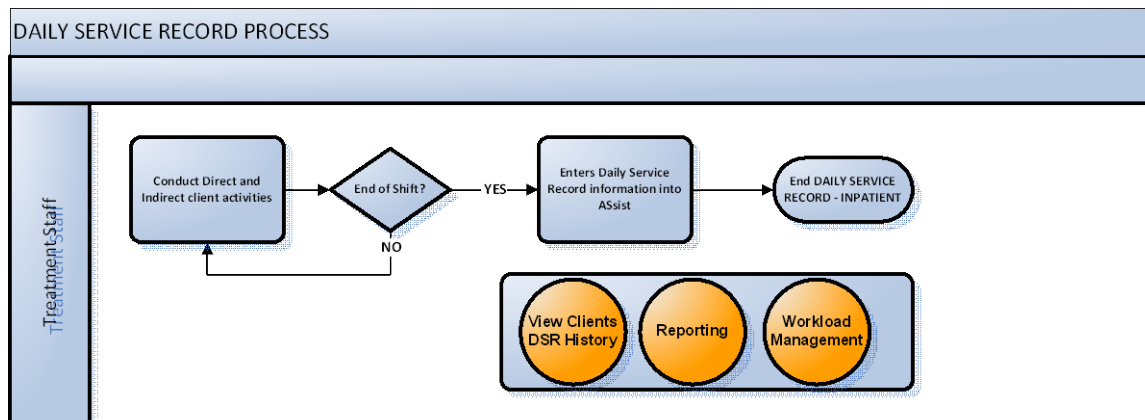 DAILY SERVICE RECORD PROCESS
Treatment Staff
Conduct Direct and
Indirect client activities
End of Shift?
YES
NO
Enters Daily Service
Record information into
ASsist
End DAILY SERVICE
RECORD - INPATIENT
View Clients
DSR History
Reporting
Workload
Management